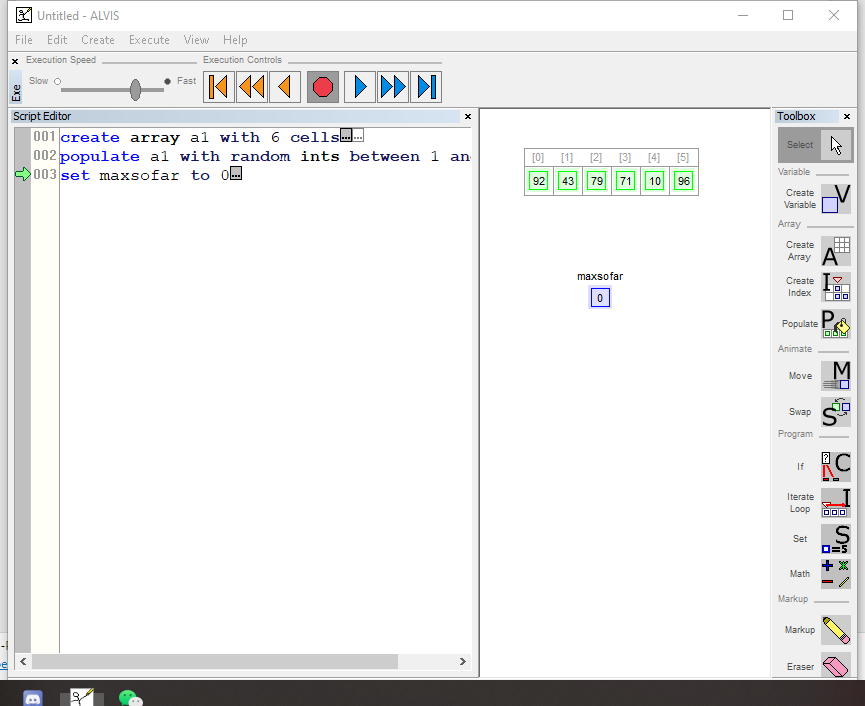 Untitled - ALVIS
File Edit Create Execute View Help
Execution Speed
Execution Controls
Exe
Slow
Fast
Script Editor
001 create array a1 with 6 cells...
002 populate a1 with random ints between 1 an
003 set maxsofar to 0...
[0] [1] [2] [3] [4] [5]
92 43 79 71 10 96
maxsofar
0
Toolbox
Select
Variable
Create
Variable
V
Array
Create
Array
A
Create
Index
I
Populate
P
Animate
Move
M
Swap
S
Program
If
?
C
Iterate
Loop
I
Set
S
=5
Math
Markup
Markup
Eraser